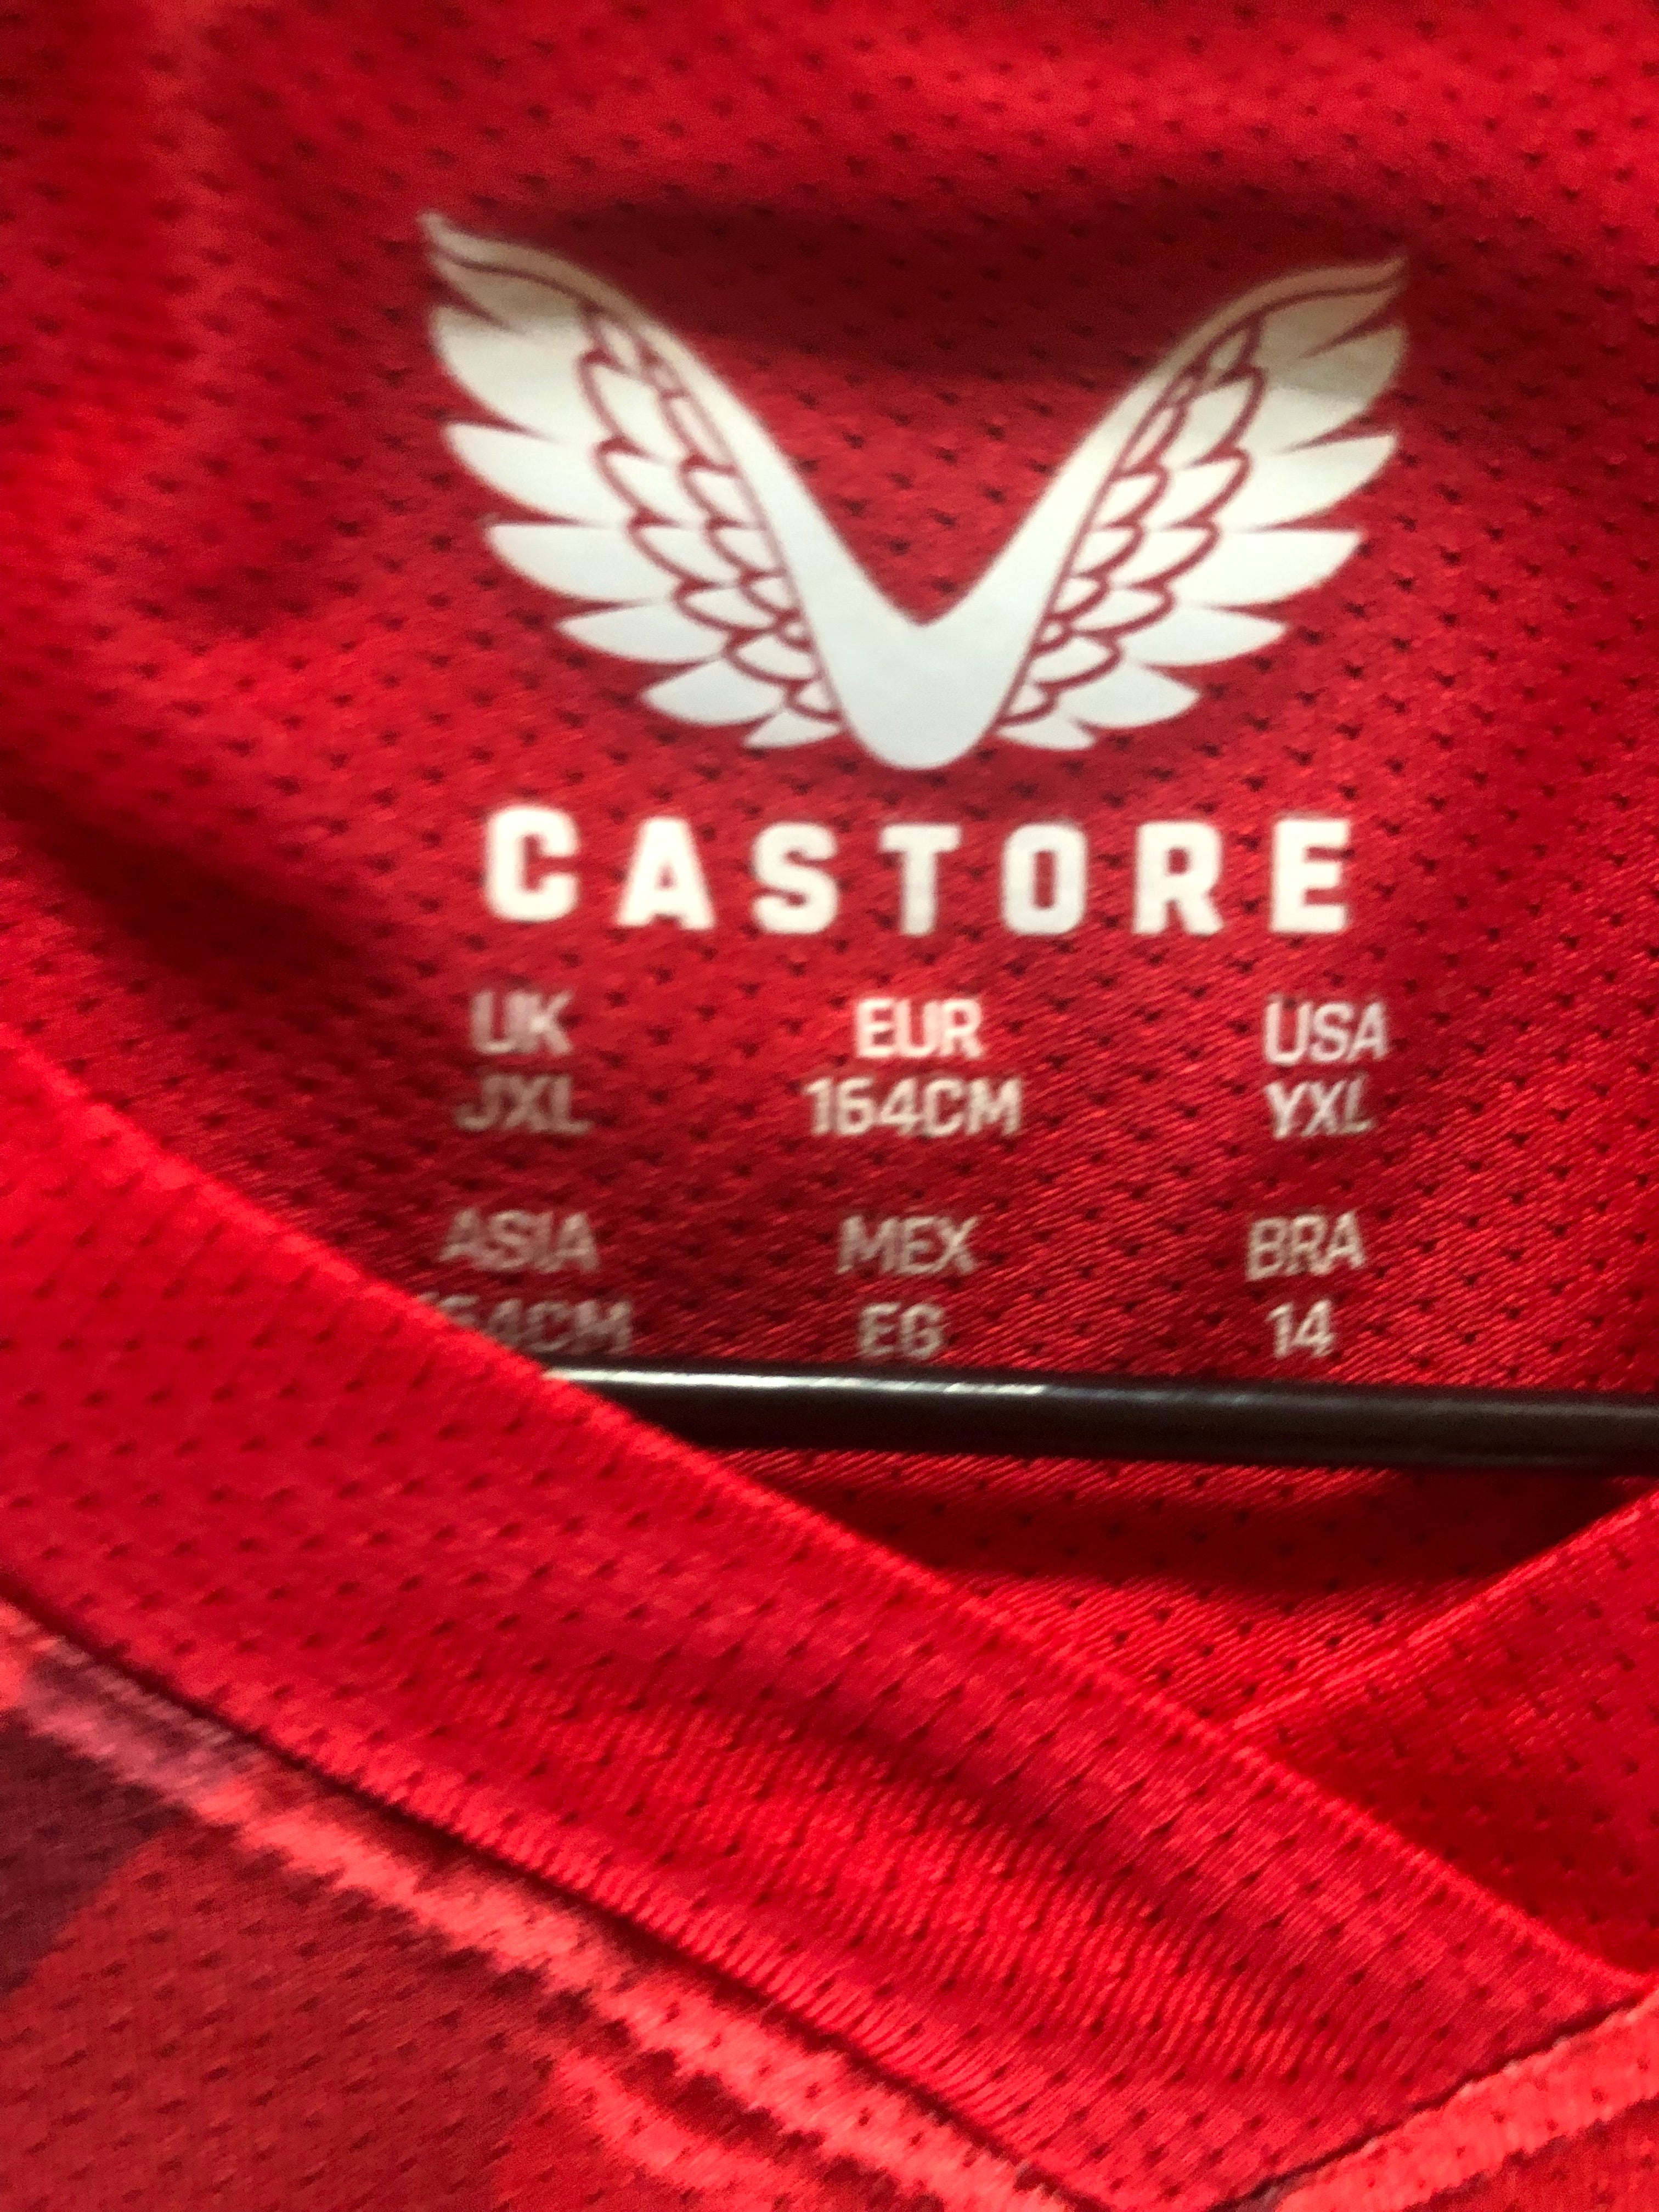 CASTORE
UK EUR USA
JXL 164CM YXL
ASIA MEX BRA
EG 14